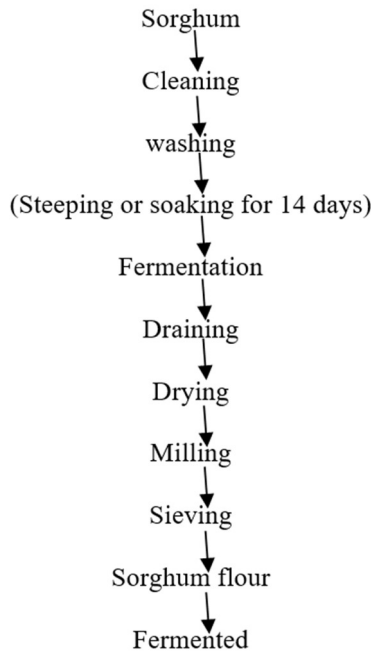 Sorghum
Cleaning
washing
(Steeping or soaking for 14 days)
Fermentation
Draining
Drying
Milling
Sieving
Sorghum flour
Fermented